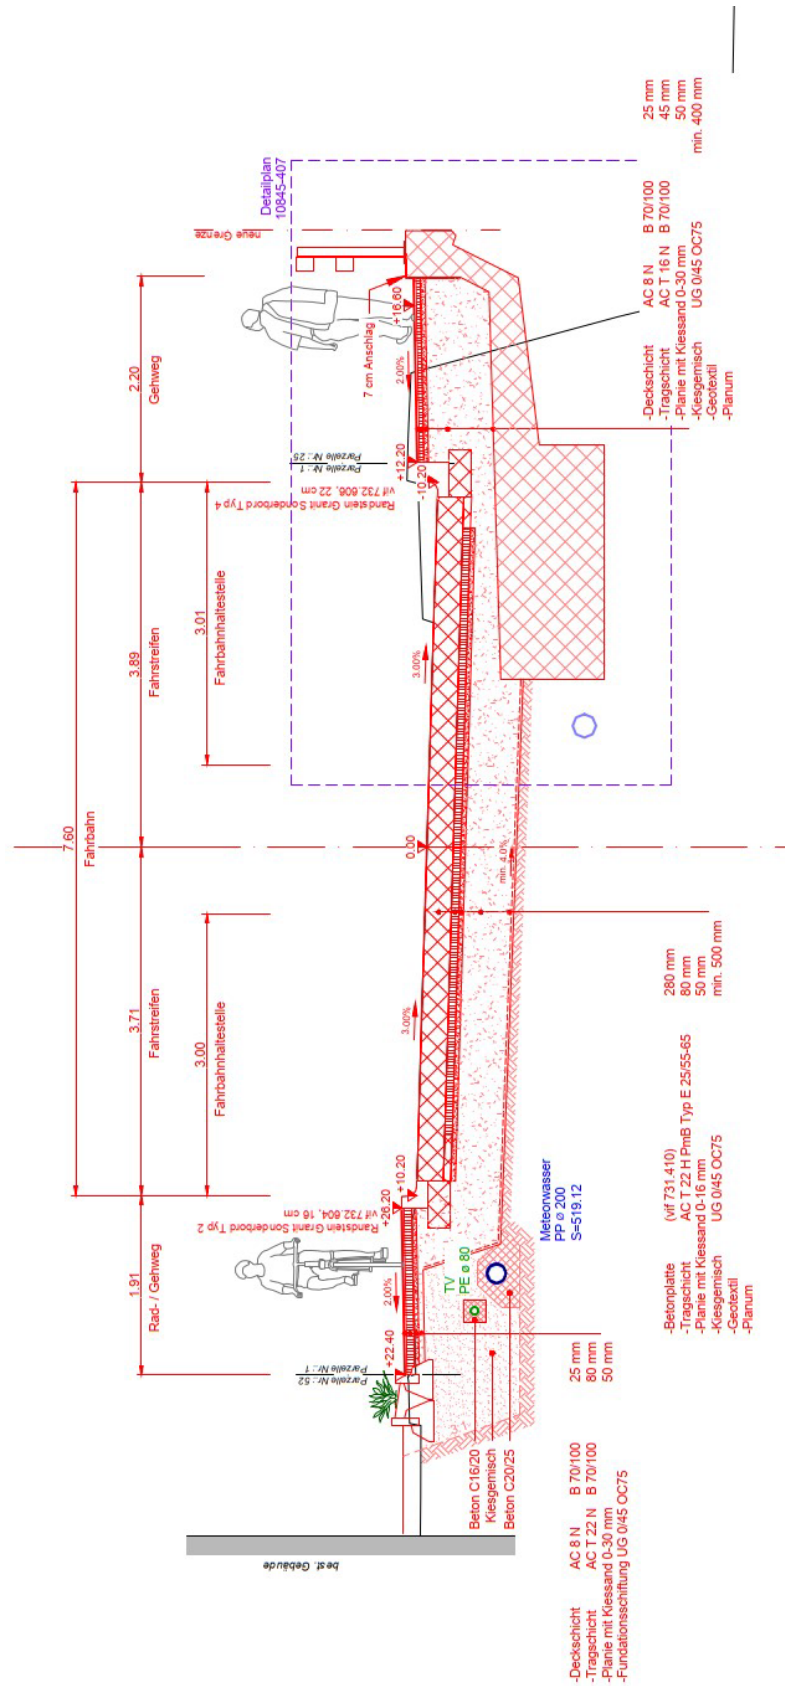 best. Gebäude
1.91
Rad- / Gehweg
7.60
Fahrbahn
3.71
Fahrstreifen
3.89
Fahrstreifen
2.20
Gehweg
3.00
Fahrbahnhaltestelle
3.01
Fahrbahnhaltestelle
Detailplan
10845-407
neue Grenze
Parzelle Nr.: 52
Parzelle Nr.: 1
Randstein Granit Sonderbord Typ 2
vif 732.604, 16 cm
Randstein Granit Sonderbord Typ 4
vif 732.606, 22 cm
Parzelle Nr.: 1
Parzelle Nr.: 25
7 cm Anschlag
+22.40
2.00%
+26.20
+10.20
3.00%
0.00
3.00%
-10.20
+12.20
2.00%
+16.60
min. 4.0%
3:1
TV
PE ø 80
Meteorwasser
PP ø 200
S=519.12
Beton C16/20
Kiesgemisch
Beton C20/25
-Deckschicht AC 8 N B 70/100 25 mm
-Tragschicht AC T 22 N B 70/100 80 mm
-Planie mit Kiessand 0-30 mm 50 mm
-Fundationsschiftung UG 0/45 OC75
-Betonplatte (vif 731.410) 280 mm
-Tragschicht AC T 22 H PmB Typ E 25/55-65 80 mm
-Planie mit Kiessand 0-16 mm 50 mm
-Kiesgemisch UG 0/45 OC75 min. 500 mm
-Geotextil
-Planum
-Deckschicht AC 8 N B 70/100 25 mm
-Tragschicht AC T 16 N B 70/100 45 mm
-Planie mit Kiessand 0-30 mm 50 mm
-Kiesgemisch UG 0/45 OC75 min. 400 mm
-Geotextil
-Planum